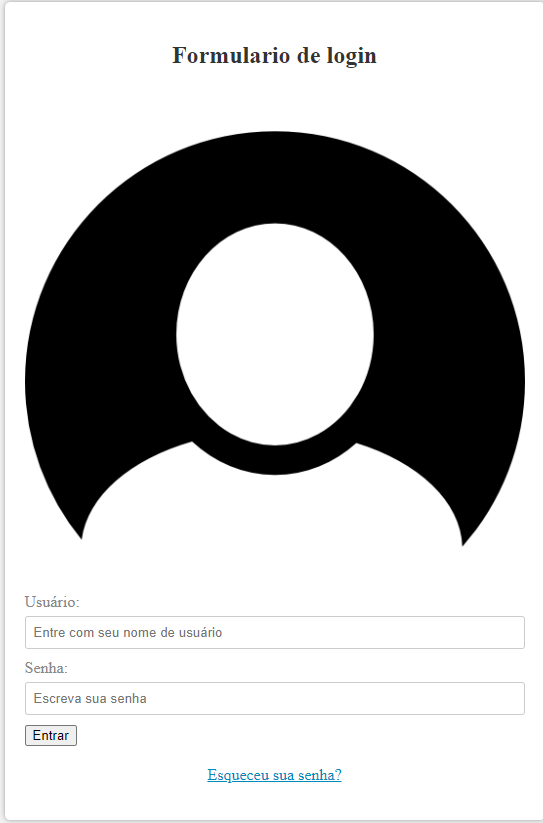 Formulario de login
Usuário:
Entre com seu nome de usuário
Senha:
Escreva sua senha
Entrar
Esqueceu sua senha?